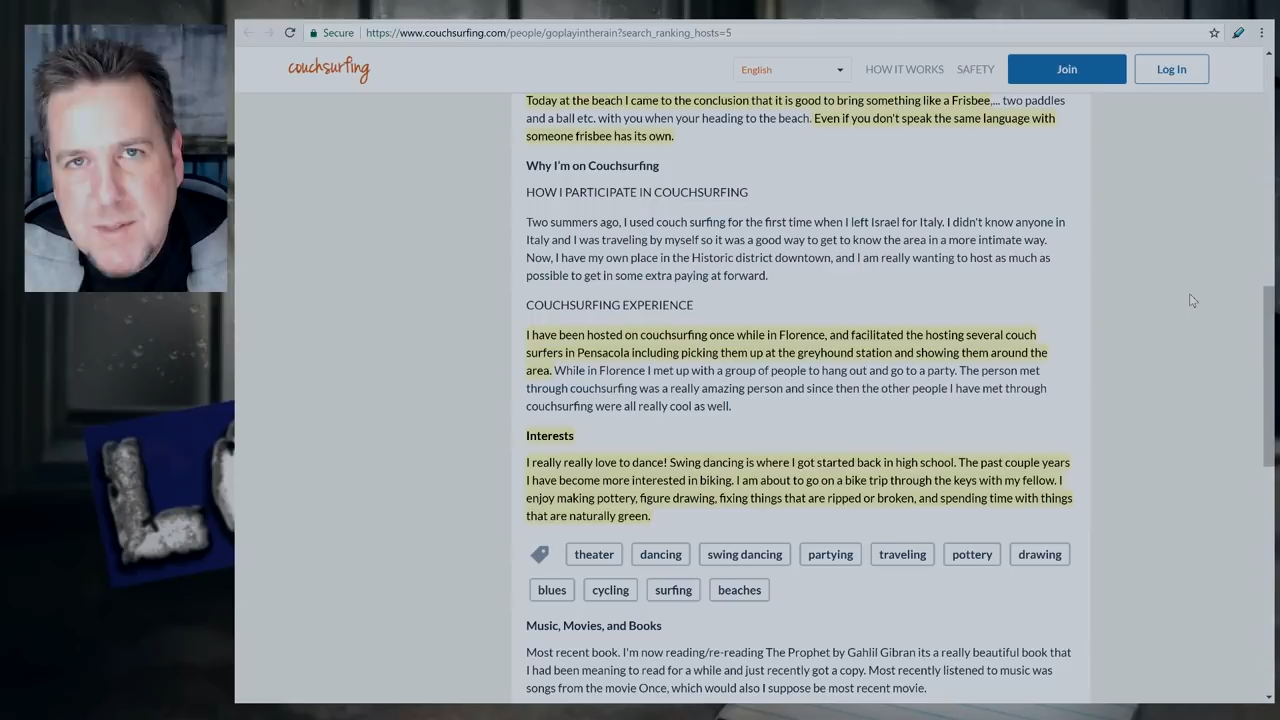 Secure
https://www.couchsurfing.com/people/goplayintherain?search_ranking_hosts=5
couchsurfing
English
HOW IT WORKS
SAFETY
Join
Log In
Today at the beach I came to the conclusion that it is good to bring something like a Frisbee,... two paddles
and a ball etc. with you when your heading to the beach. Even if you don't speak the same language with
someone frisbee has its own.
Why I'm on Couchsurfing
HOW I PARTICIPATE IN COUCHSURFING
Two summers ago, I used couch surfing for the first time when I left Israel for Italy. I didn't know anyone in
Italy and I was traveling by myself so it was a good way to get to know the area in a more intimate way.
Now, I have my own place in the Historic district downtown, and I am really wanting to host as much as
possible to get in some extra paying at forward.
COUCHSURFING EXPERIENCE
I have been hosted on couchsurfing once while in Florence, and facilitated the hosting several couch
surfers in Pensacola including picking them up at the greyhound station and showing them around the
area. While in Florence I met up with a group of people to hang out and go to a party. The person met
through couchsurfing was a really amazing person and since then the other people I have met through
couchsurfing were all really cool as well.
Interests
I really really love to dance! Swing dancing is where I got started back in high school. The past couple years
I have become more interested in biking. I am about to go on a bike trip through the keys with my fellow. I
enjoy making pottery, figure drawing, fixing things that are ripped or broken, and spending time with things
that are naturally green.
theater
dancing
swing dancing
partying
traveling
pottery
drawing
blues
cycling
surfing
beaches
Music, Movies, and Books
Most recent book. I'm now reading/re-reading The Prophet by Gahlil Gibran its a really beautiful book that
I had been meaning to read for a while and just recently got a copy. Most recently listened to music was
songs from the movie Once, which would also I suppose be most recent movie.